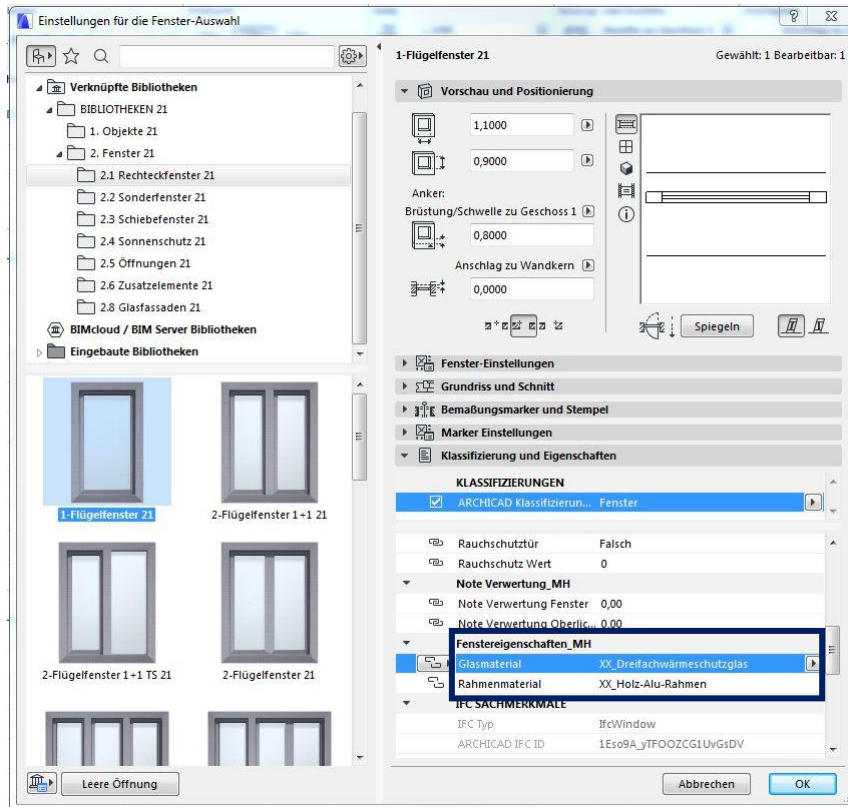 Einstellungen für die Fenster-Auswahl
Verknüpfte Bibliotheken
BIBLIOTHEKEN 21
1. Objekte 21
2. Fenster 21
2.1 Rechteckfenster 21
2.2 Sonderfenster 21
2.3 Schiebefenster 21
2.4 Sonnenschutz 21
2.5 Öffnungen 21
2.6 Zusatzelemente 21
2.8 Glasfassaden 21
BIMcloud / BIM Server Bibliotheken
Eingebaute Bibliotheken
1-Flügelfenster 21
2-Flügelfenster 1+1 21
2-Flügelfenster 1+1 TS 21
2-Flügelfenster 21
Leere Öffnung
1-Flügelfenster 21
Gewählt: 1 Bearbeitbar: 1
Vorschau und Positionierung
1,1000
0,9000
Anker:
Brüstung/Schwelle zu Geschoss 1
0,8000
Anschlag zu Wandkern
0,0000
Spiegeln
Fenster-Einstellungen
Grundriss und Schnitt
Bemaßungsmarker und Stempel
Marker Einstellungen
Klassifizierung und Eigenschaften
KLASSIFIZIERUNGEN
ARCHICAD Klassifizierun... Fenster
Rauchschutztür Falsch
Rauchschutz Wert 0
Note Verwertung_MH
Note Verwertung Fenster 0,00
Note Verwertung Oberlic... 0,00
Fenstereigenschaften_MH
Glasmaterial XX_Dreifachwärmeschutzglas
Rahmenmaterial XX_Holz-Alu-Rahmen
IFC SACHMERKMALE
IFC Typ IfcWindow
ARCHICAD IFC ID 1Eso9A_yTFOOZCG1UvGsDV
Abbrechen
OK